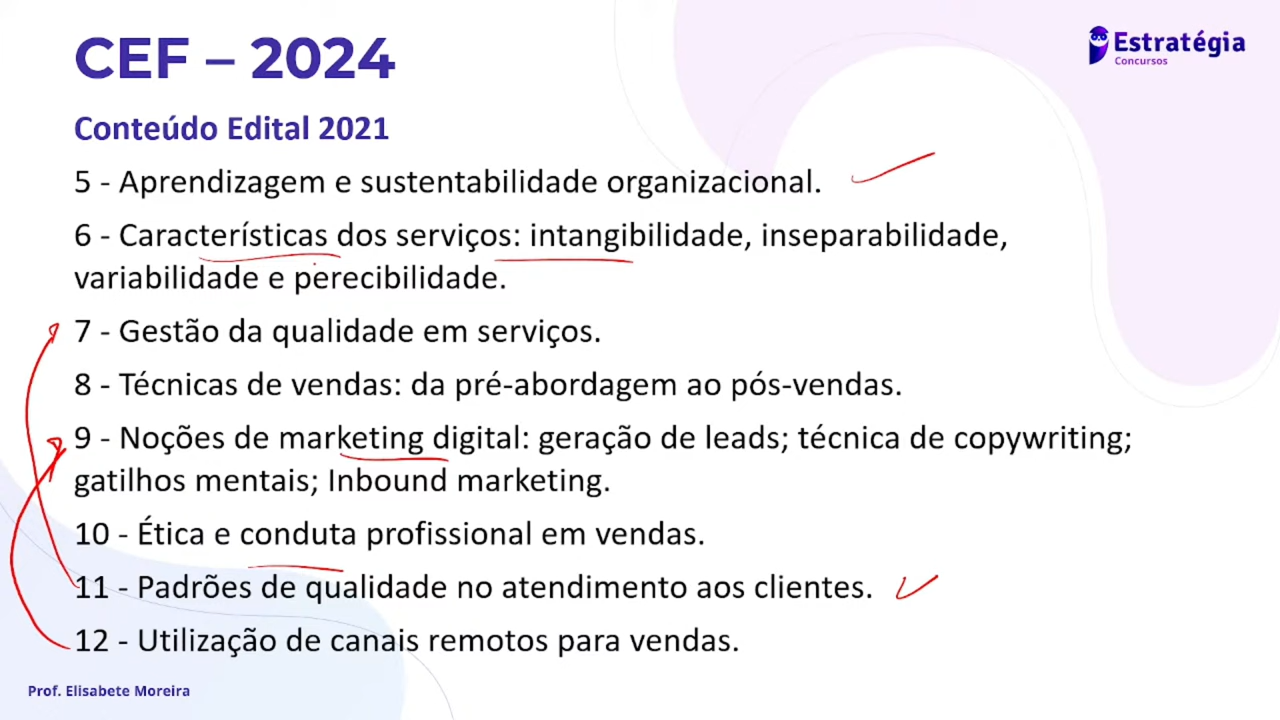 CEF – 2024
Estratégia
Concursos
Conteúdo Edital 2021
5 - Aprendizagem e sustentabilidade organizacional.
6 - Características dos serviços: intangibilidade, inseparabilidade,
variabilidade e perecibilidade.
7 - Gestão da qualidade em serviços.
8 - Técnicas de vendas: da pré-abordagem ao pós-vendas.
9 - Noções de marketing digital: geração de leads; técnica de copywriting;
gatilhos mentais; Inbound marketing.
10 - Ética e conduta profissional em vendas.
11 - Padrões de qualidade no atendimento aos clientes.
12 - Utilização de canais remotos para vendas.
Prof. Elisabete Moreira